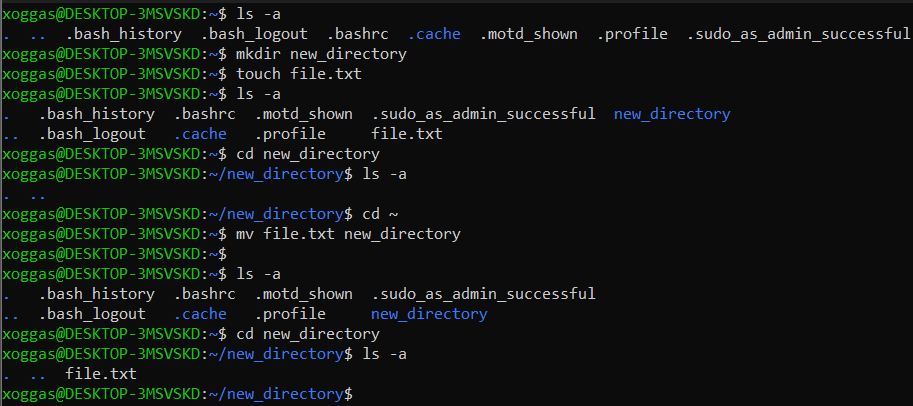 xoggas@DESKTOP-3MSVSKD:~$ ls -a
.  ..  .bash_history  .bash_logout  .bashrc  .cache  .motd_shown  .profile  .sudo_as_admin_successful
xoggas@DESKTOP-3MSVSKD:~$ mkdir new_directory
xoggas@DESKTOP-3MSVSKD:~$ touch file.txt
xoggas@DESKTOP-3MSVSKD:~$ ls -a
.   .bash_history  .bashrc  .motd_shown  .sudo_as_admin_successful  new_directory
..  .bash_logout   .cache   .profile     file.txt
xoggas@DESKTOP-3MSVSKD:~$ cd new_directory
xoggas@DESKTOP-3MSVSKD:~/new_directory$ ls -a
.  ..
xoggas@DESKTOP-3MSVSKD:~/new_directory$ cd ~
xoggas@DESKTOP-3MSVSKD:~$ mv file.txt new_directory
xoggas@DESKTOP-3MSVSKD:~$
xoggas@DESKTOP-3MSVSKD:~$ ls -a
.   .bash_history  .bashrc  .motd_shown  .sudo_as_admin_successful
..  .bash_logout   .cache   .profile     new_directory
xoggas@DESKTOP-3MSVSKD:~$ cd new_directory
xoggas@DESKTOP-3MSVSKD:~/new_directory$ ls -a
.  ..  file.txt
xoggas@DESKTOP-3MSVSKD:~/new_directory$